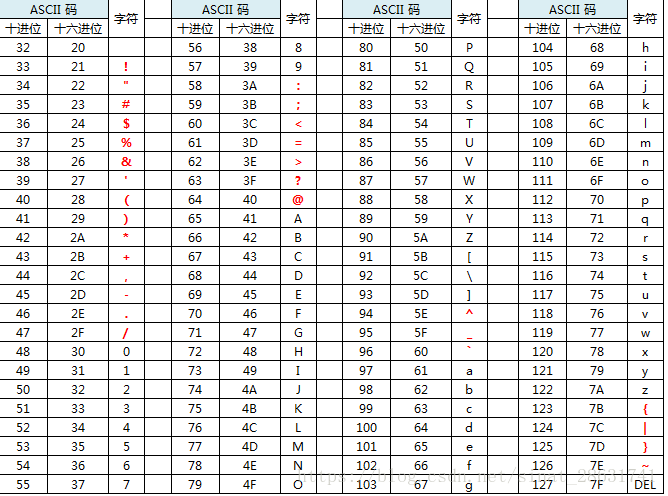 ASCII 码 ASCII 码 ASCII 码 ASCII 码
十进位 十六进位 字符 十进位 十六进位 字符 十进位 十六进位 字符 十进位 十六进位 字符
32 20 56 38 8 80 50 P 104 68 h
33 21 ! 57 39 9 81 51 Q 105 69 i
34 22 " 58 3A : 82 52 R 106 6A j
35 23 # 59 3B ; 83 53 S 107 6B k
36 24 $ 60 3C < 84 54 T 108 6C l
37 25 % 61 3D = 85 55 U 109 6D m
38 26 & 62 3E > 86 56 V 110 6E n
39 27 ' 63 3F ? 87 57 W 111 6F o
40 28 ( 64 40 @ 88 58 X 112 70 p
41 29 ) 65 41 A 89 59 Y 113 71 q
42 2A * 66 42 B 90 5A Z 114 72 r
43 2B + 67 43 C 91 5B [ 115 73 s
44 2C , 68 44 D 92 5C \ 116 74 t
45 2D - 69 45 E 93 5D ] 117 75 u
46 2E . 70 46 F 94 5E ^ 118 76 v
47 2F / 71 47 G 95 5F _ 119 77 w
48 30 0 72 48 H 96 60 ` 120 78 x
49 31 1 73 49 I 97 61 a 121 79 y
50 32 2 74 4A J 98 62 b 122 7A z
51 33 3 75 4B K 99 63 c 123 7B {
52 34 4 76 4C L 100 64 d 124 7C |
53 35 5 77 4D M 101 65 e 125 7D }
54 36 6 78 4E N 102 66 f 126 7E ~
55 37 7 79 4F O 103 67 g 127 7F DEL